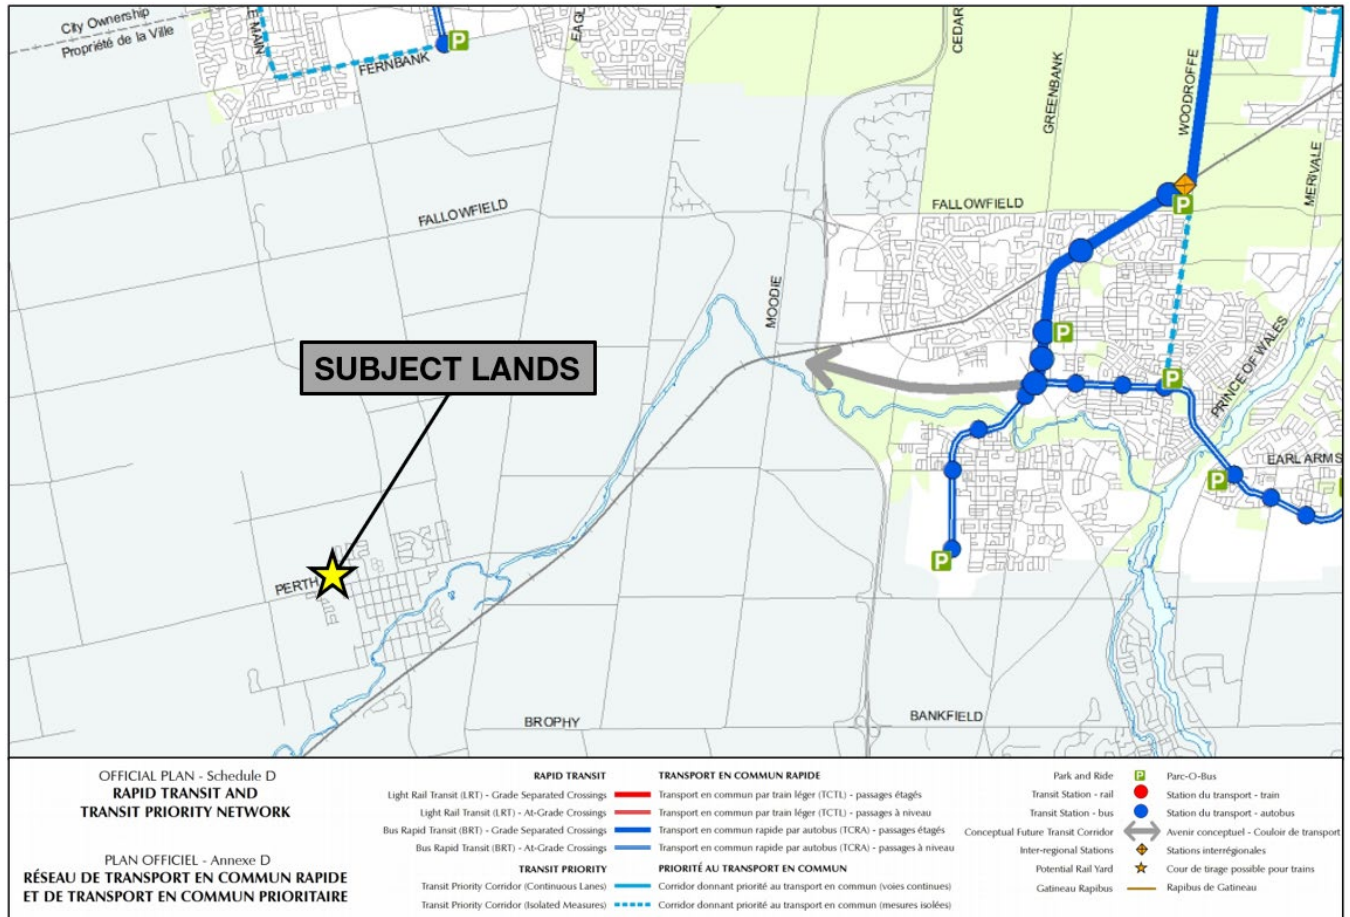 City Ownership
Propriété de la Ville
LE MAIN
P
FERNBANK
EAGL
CEDAR
GREENBANK
WOODROFFE
MERIVALE
FALLOWFIELD
FALLOWFIELD
P
MOODIE
P
SUBJECT LANDS
P
PRINCE OF WALES
EARL ARMS
P
P
PERTH
BROPHY
BANKFIELD
OFFICIAL PLAN - Schedule D
RAPID TRANSIT AND
TRANSIT PRIORITY NETWORK
PLAN OFFICIEL - Annexe D
RÉSEAU DE TRANSPORT EN COMMUN RAPIDE
ET DE TRANSPORT EN COMMUN PRIORITAIRE
RAPID TRANSIT TRANSPORT EN COMMUN RAPIDE
Light Rail Transit (LRT) - Grade Separated Crossings Transport en commun par train léger (TCTL) - passages étagés
Light Rail Transit (LRT) - At-Grade Crossings Transport en commun par train léger (TCTL) - passages à niveau
Bus Rapid Transit (BRT) - Grade Separated Crossings Transport en commun rapide par autobus (TCRA) - passages étagés
Bus Rapid Transit (BRT) - At-Grade Crossings Transport en commun rapide par autobus (TCRA) - passages à niveau
TRANSIT PRIORITY PRIORITÉ AU TRANSPORT EN COMMUN
Transit Priority Corridor (Continuous Lanes) Corridor donnant priorité au transport en commun (voies continues)
Transit Priority Corridor (Isolated Measures) Corridor donnant priorité au transport en commun (mesures isolées)
Park and Ride P Parc-O-Bus
Transit Station - rail Station du transport - train
Transit Station - bus Station du transport - autobus
Conceptual Future Transit Corridor Avenir conceptuel - Couloir de transport
Inter-regional Stations Stations interrégionales
Potential Rail Yard Cour de tirage possible pour trains
Gatineau Rapibus Rapibus de Gatineau